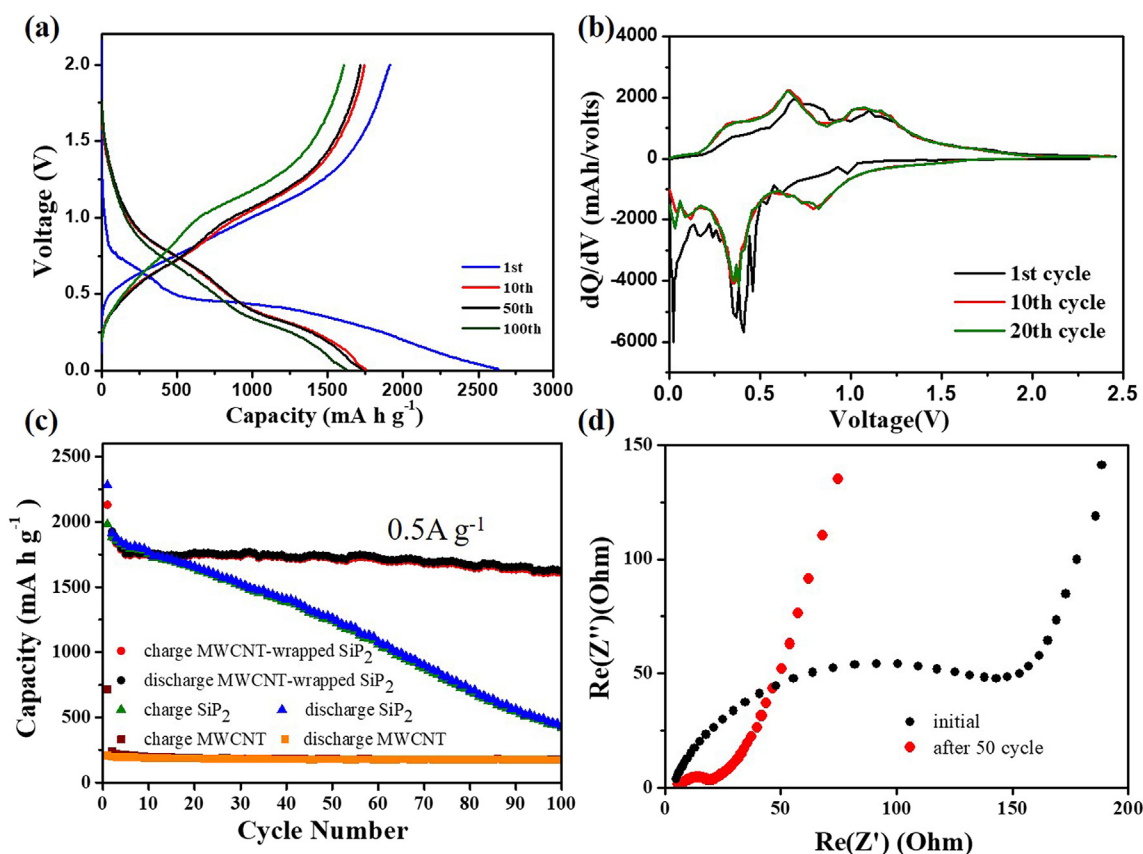 (a)
Voltage (V)
2.0
1.5
1.0
0.5
0.0
0 500 1000 1500 2000 2500 3000
Capacity (mA h g⁻¹)
1st
10th
50th
100th
(b)
dQ/dV (mAh/volts)
4000
2000
0
-2000
-4000
-6000
0.0 0.5 1.0 1.5 2.0 2.5
Voltage(V)
1st cycle
10th cycle
20th cycle
(c)
Capacity (mA h g⁻¹)
2500
2000
1750
1500
1000
500
250
0
0 10 20 30 40 50 60 70 80 90 100
Cycle Number
0.5A g⁻¹
charge MWCNT-wrapped SiP₂
discharge MWCNT-wrapped SiP₂
charge SiP₂ discharge SiP₂
charge MWCNT discharge MWCNT
(d)
Re(Z'')(Ohm)
150
100
50
0
0 50 100 150 200
Re(Z') (Ohm)
initial
after 50 cycle